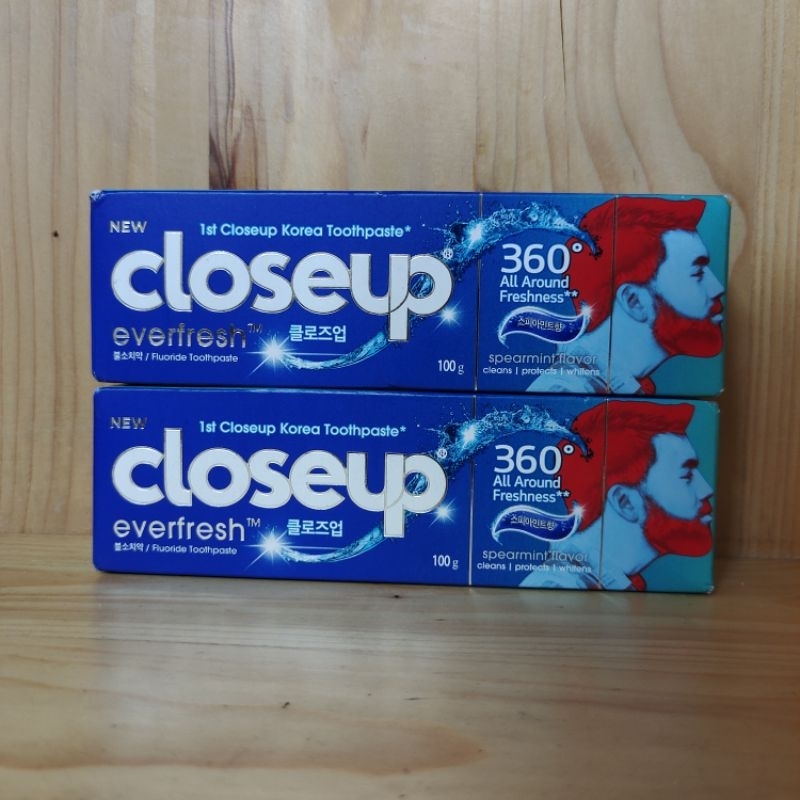 NEW
1st Closeup Korea Toothpaste*
closeup®
everfresh™ 클로즈업
불소치약 / Fluoride Toothpaste
100 g
360°
All Around
Freshness**
스피아민트향
spearmint flavor
cleans | protects | whitens
NEW
1st Closeup Korea Toothpaste*
closeup®
everfresh™ 클로즈업
불소치약 / Fluoride Toothpaste
100 g
360°
All Around
Freshness**
스피아민트향
spearmint flavor
cleans | protects | whitens